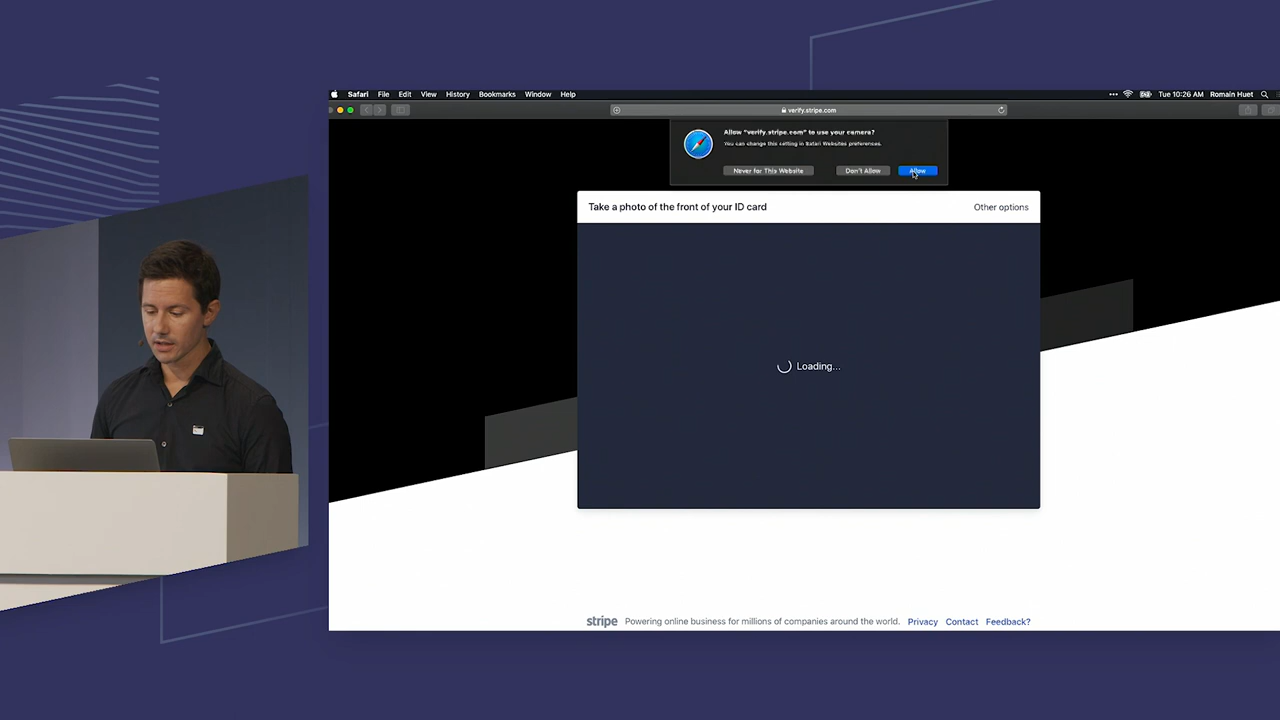 Safari File Edit View History Bookmarks Window Help
••• Tue 10:26 AM Romain Huet
verify.stripe.com
Allow "verify.stripe.com" to use your camera?
You can change this setting in Safari Websites preferences.
Never for This Website Don't Allow Allow
Take a photo of the front of your ID card Other options
Loading...
stripe Powering online business for millions of companies around the world. Privacy Contact Feedback?